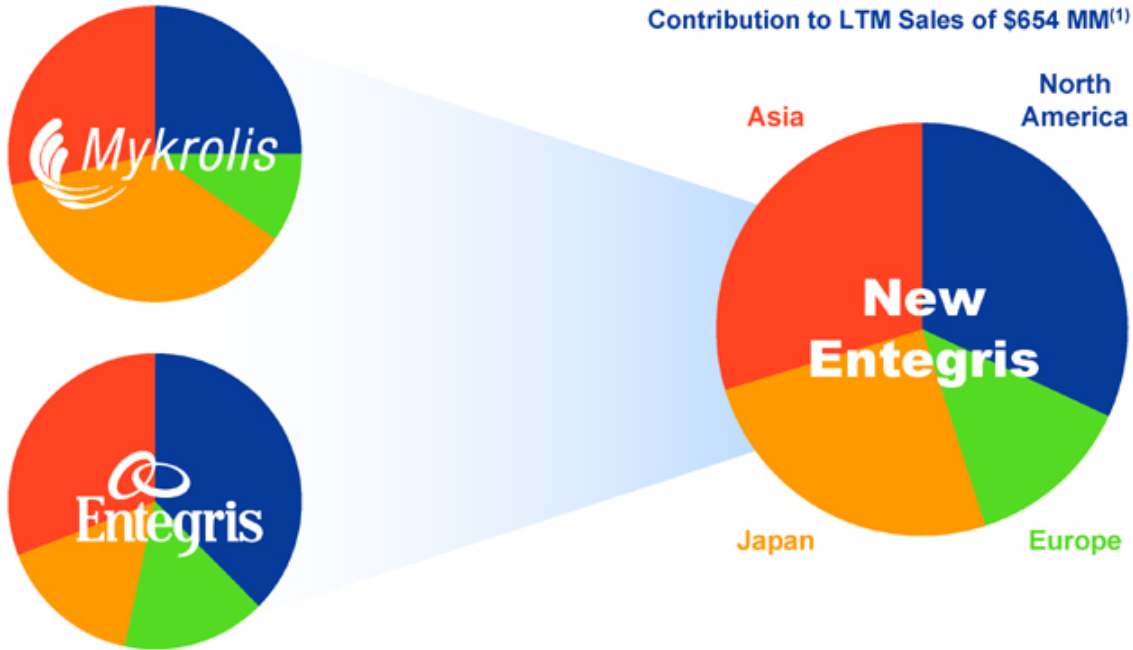 Contribution to LTM Sales of $654 MM(1)
Mykrolis
Entegris
Asia
North
America
New
Entegris
Japan
Europe